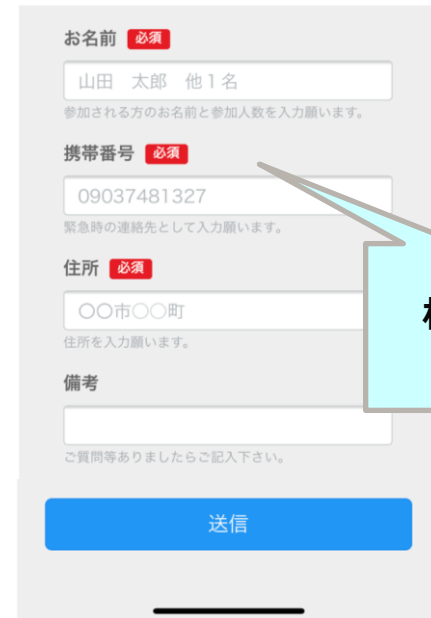 お名前 必須
山田 太郎 他1名
参加される方のお名前と参加人数を入力願います。
携帯番号 必須
09037481327
緊急時の連絡先として入力願います。
住所 必須
〇〇市〇〇町
住所を入力願います。
備考
ご質問等ありましたらご記入下さい。
送信